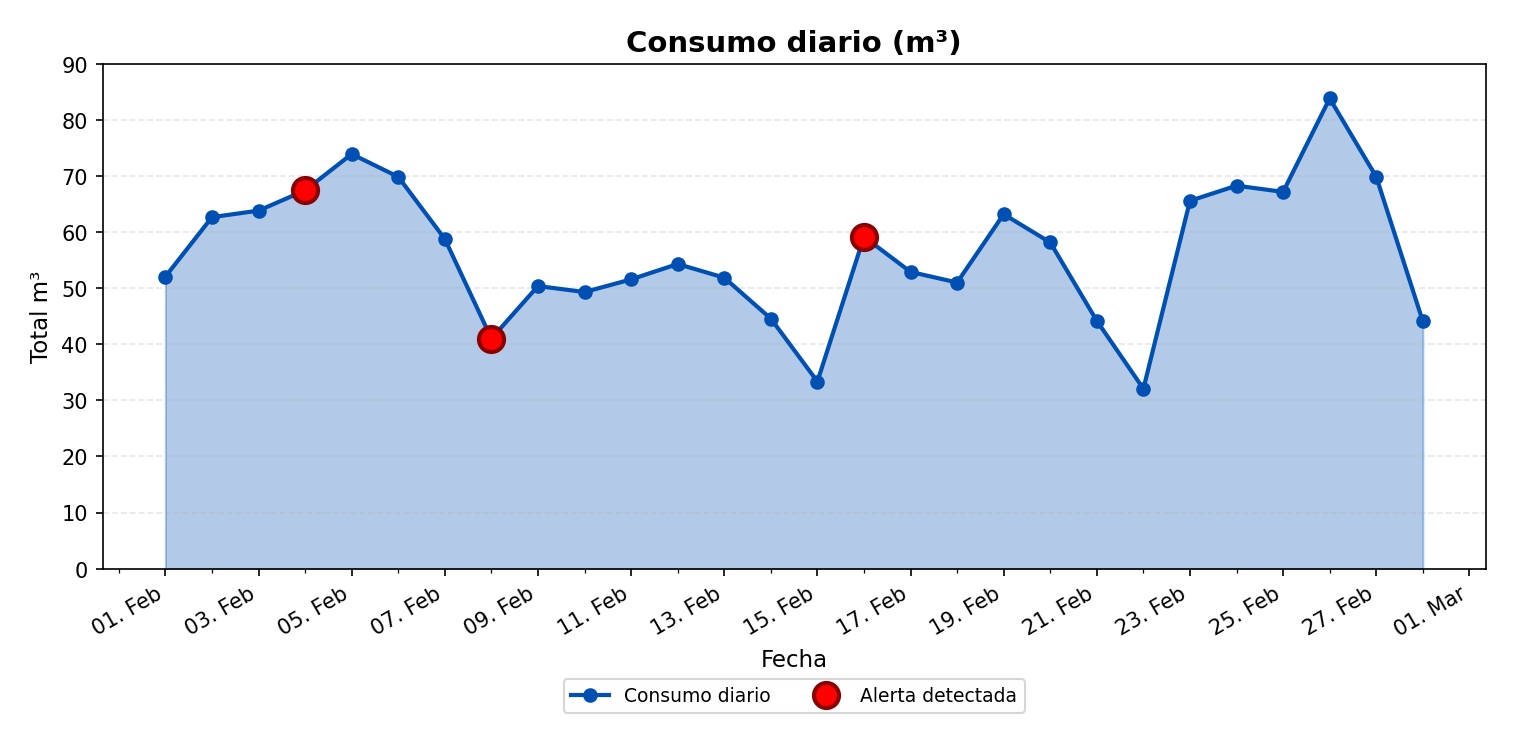 Consumo diario (m³)
90
80
70
60
50
40
30
20
10
0
Total m³
01. Feb
03. Feb
05. Feb
07. Feb
09. Feb
11. Feb
13. Feb
15. Feb
17. Feb
19. Feb
21. Feb
23. Feb
25. Feb
27. Feb
01. Mar
Fecha
Consumo diario
Alerta detectada